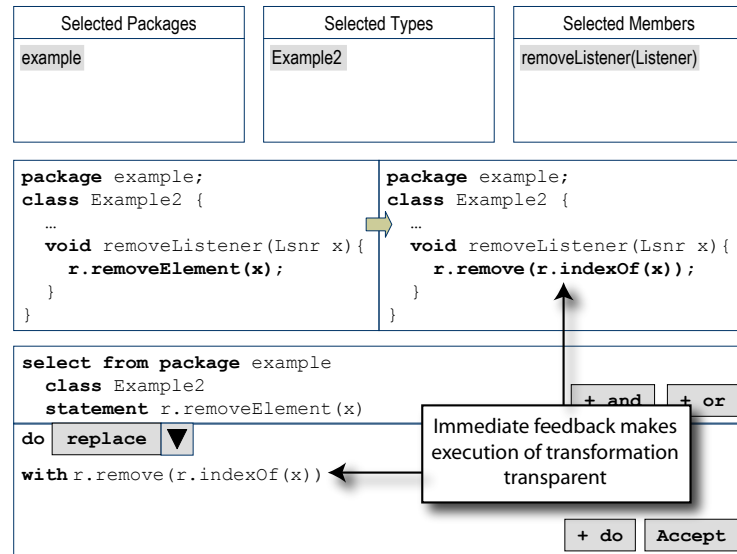 Selected Packages
Selected Types
Selected Members
example
Example2
removeListener(Listener)
package example;
class Example2 {
…
void removeListener(Lsnr x){
r.removeElement(x);
}
}
package example;
class Example2 {
…
void removeListener(Lsnr x){
r.remove(r.indexOf(x));
}
}
select from package example
class Example2
statement r.removeElement(x)
+ and
+ or
do replace
with r.remove(r.indexOf(x))
Immediate feedback makes
execution of transformation
transparent
+ do
Accept